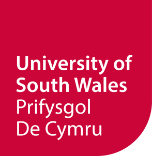 University of
South Wales
Prifysgol
De Cymru